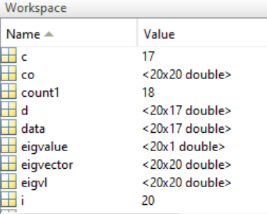 Workspace
Name Value
c 17
co <20x20 double>
count1 18
d <20x17 double>
data <20x17 double>
eigvalue <20x1 double>
eigvector <20x20 double>
eigvl <20x20 double>
i 20